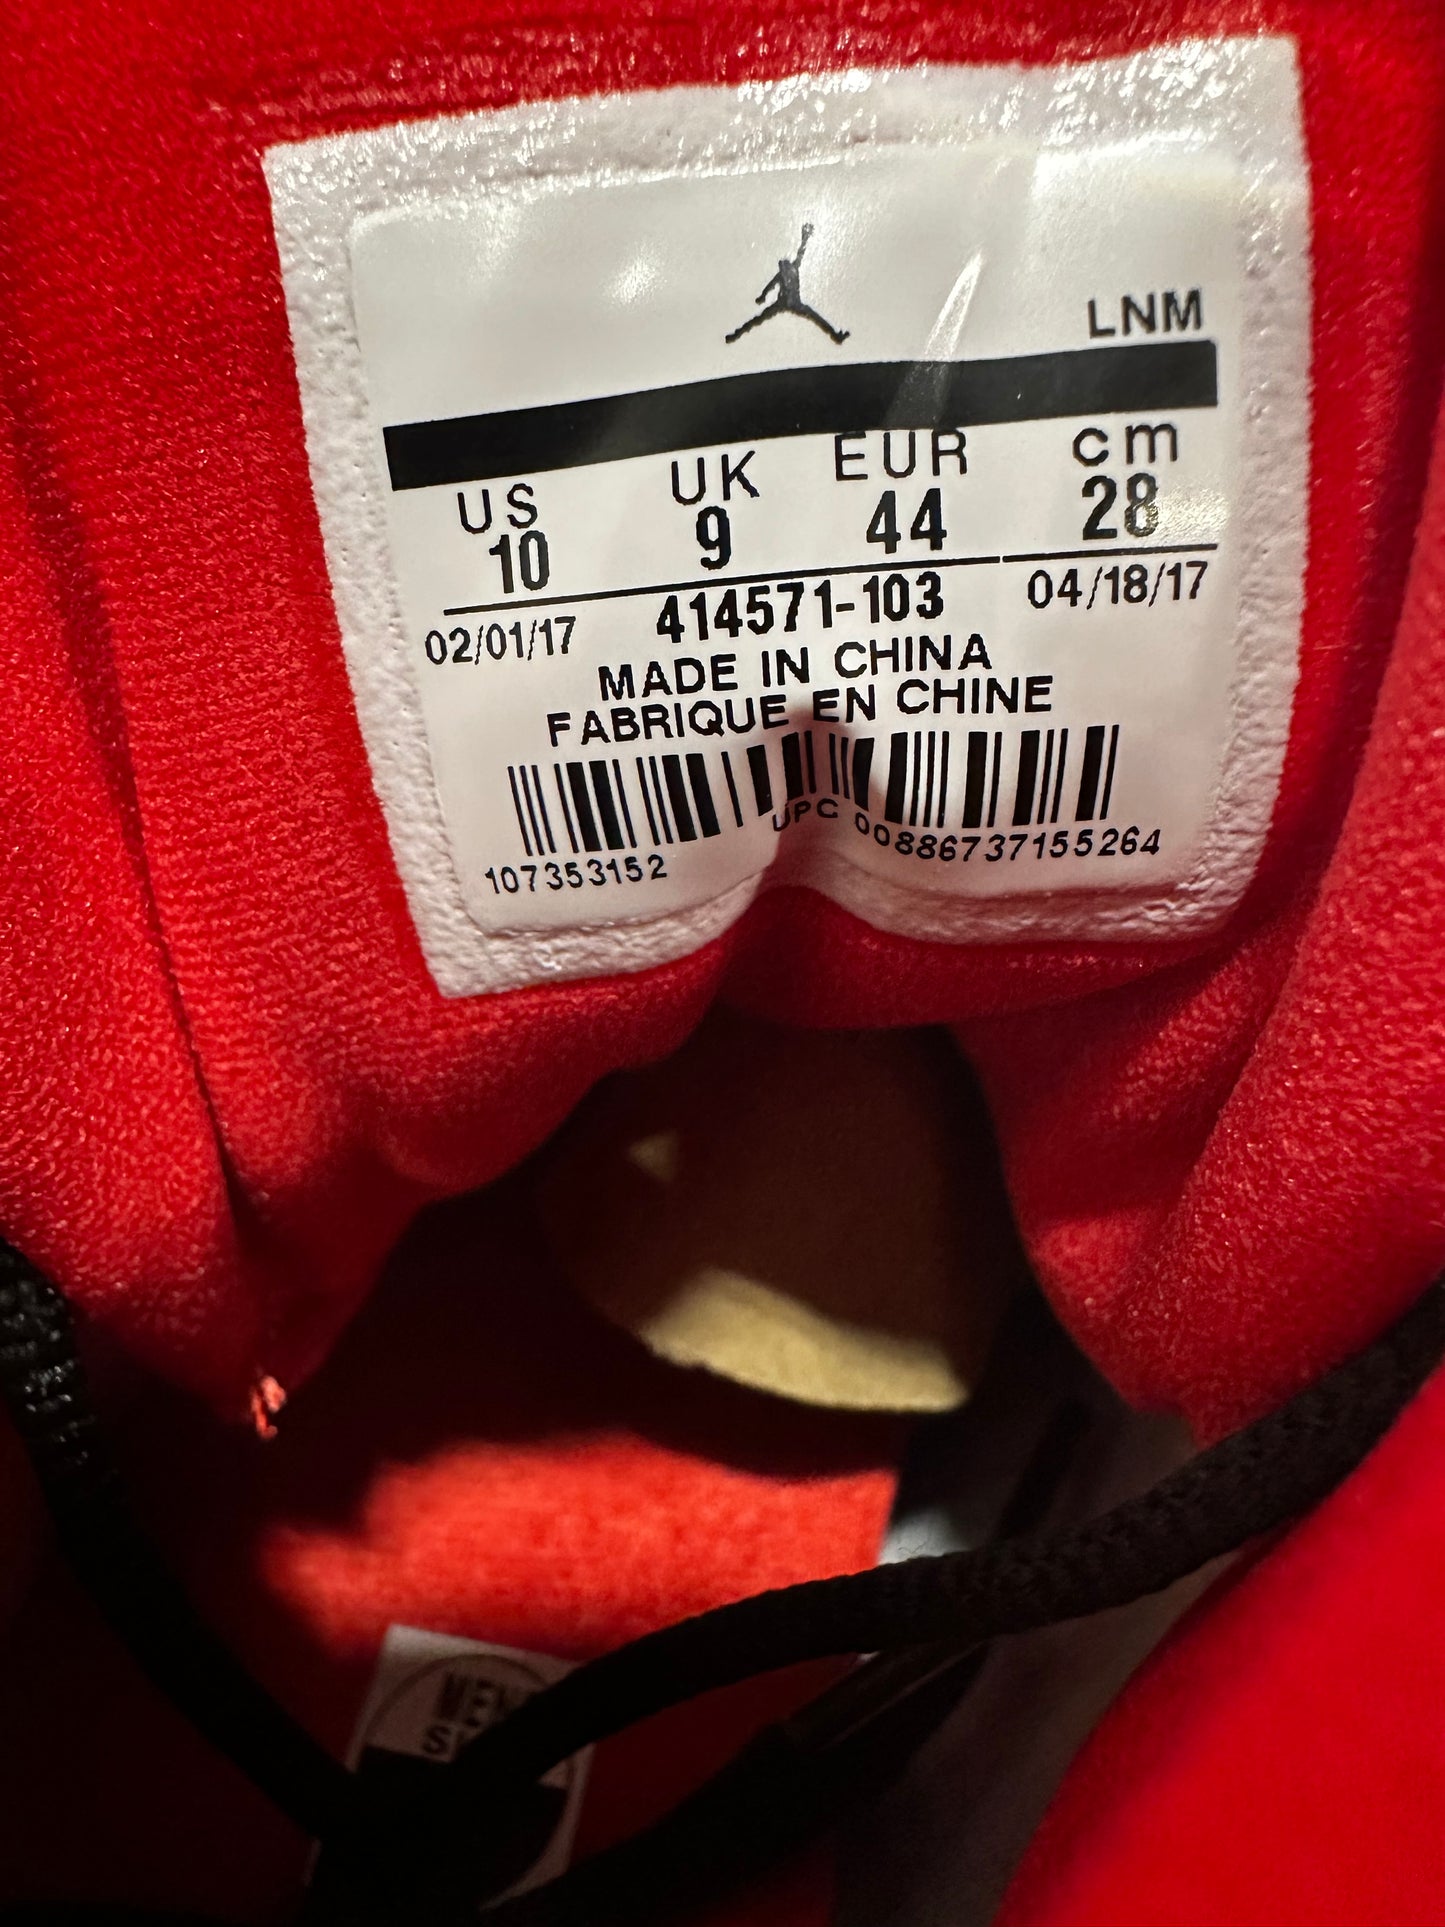 LNM
US UK EUR cm
10 9 44 28
02/01/17 414571-103 04/18/17
MADE IN CHINA
FABRIQUE EN CHINE
107353152 UPC 00886737155264